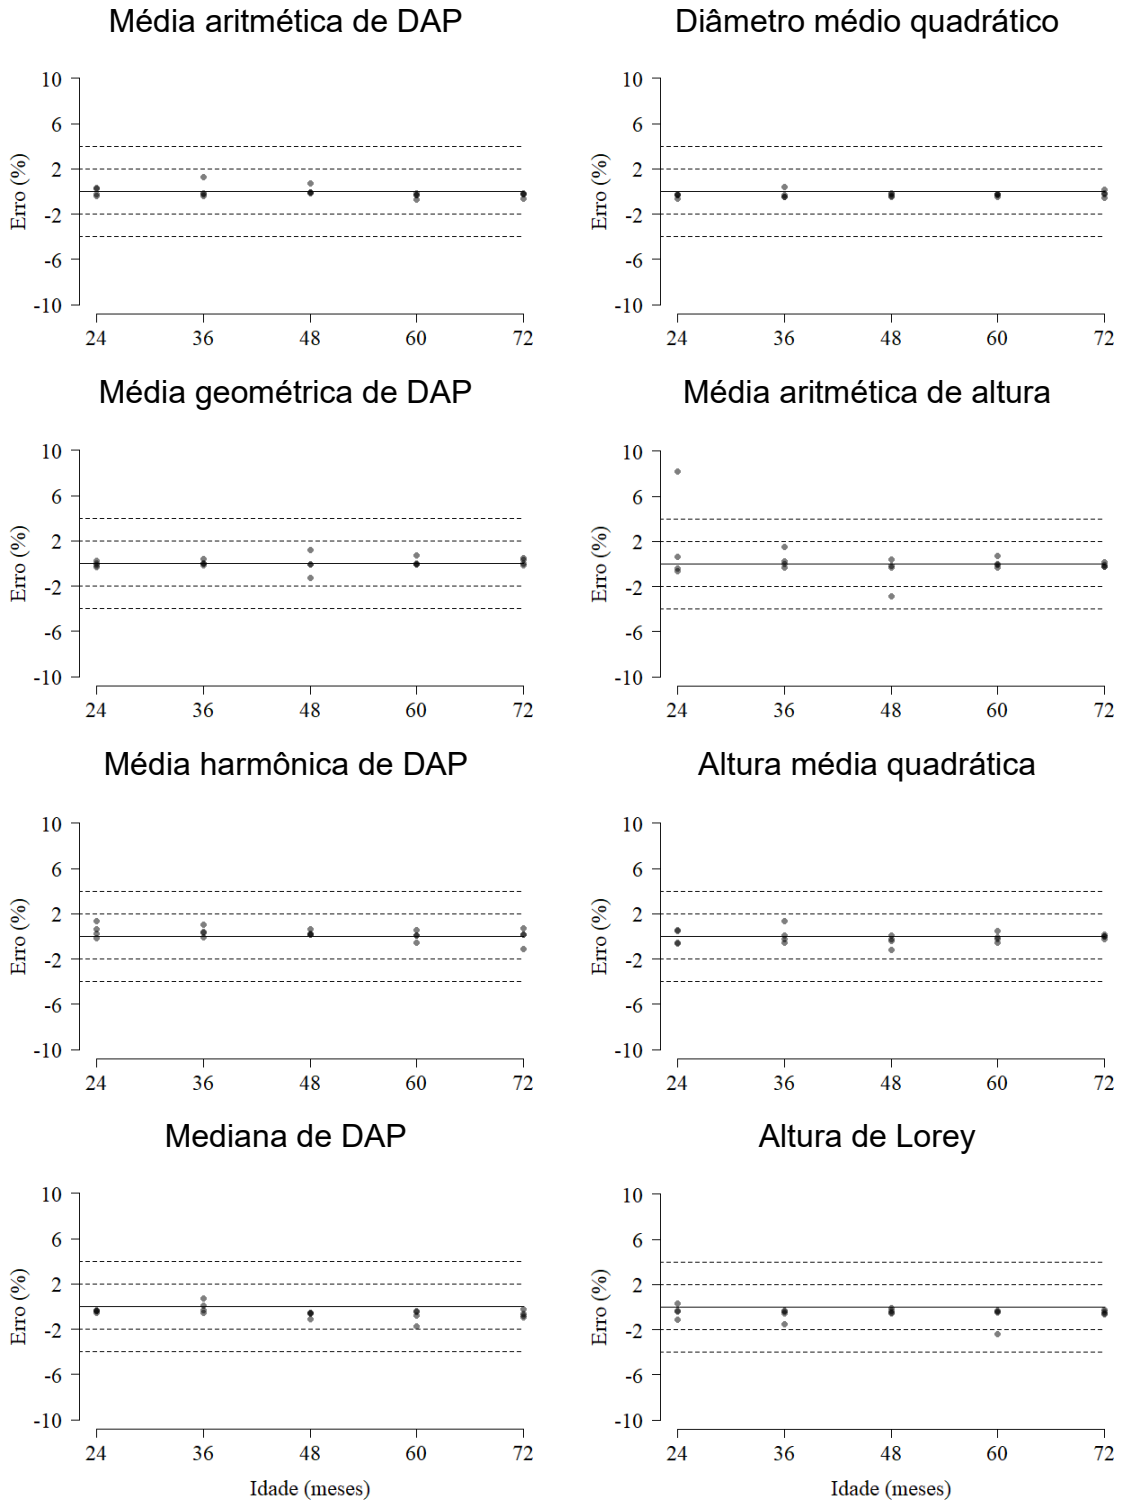 Média aritmética de DAP
Diâmetro médio quadrático
10
6
2
-2
-6
-10
Erro (%)
24 36 48 60 72
10
6
2
-2
-6
-10
Erro (%)
24 36 48 60 72
Média geométrica de DAP
Média aritmética de altura
10
6
2
-2
-6
-10
Erro (%)
24 36 48 60 72
10
6
2
-2
-6
-10
Erro (%)
24 36 48 60 72
Média harmônica de DAP
Altura média quadrática
10
6
2
-2
-6
-10
Erro (%)
24 36 48 60 72
10
6
2
-2
-6
-10
Erro (%)
24 36 48 60 72
Mediana de DAP
Altura de Lorey
10
6
2
-2
-6
-10
Erro (%)
24 36 48 60 72
Idade (meses)
10
6
2
-2
-6
-10
Erro (%)
24 36 48 60 72
Idade (meses)